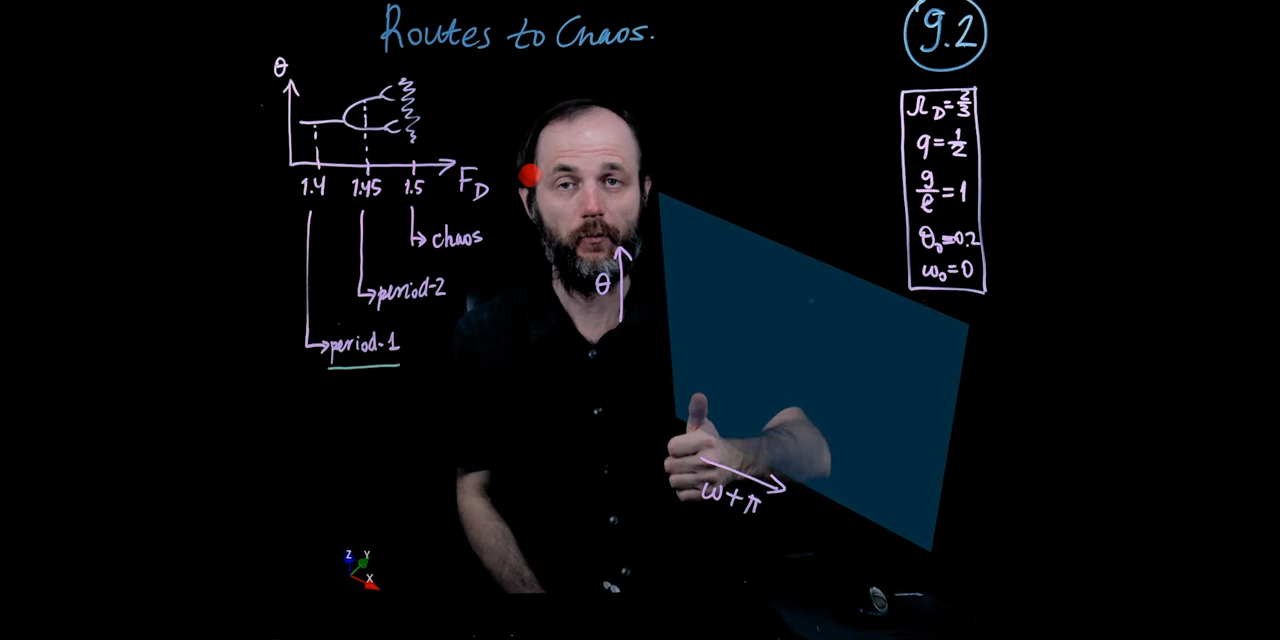 Routes to Chaos.
9.2
θ
1.4 1.45 1.5 F_D
chaos
period-2
period-1
Ω_D=2/3
q=1/2
g/ℓ=1
θ₀=0.2
ω₀=0
θ
ω+π
Z Y
X